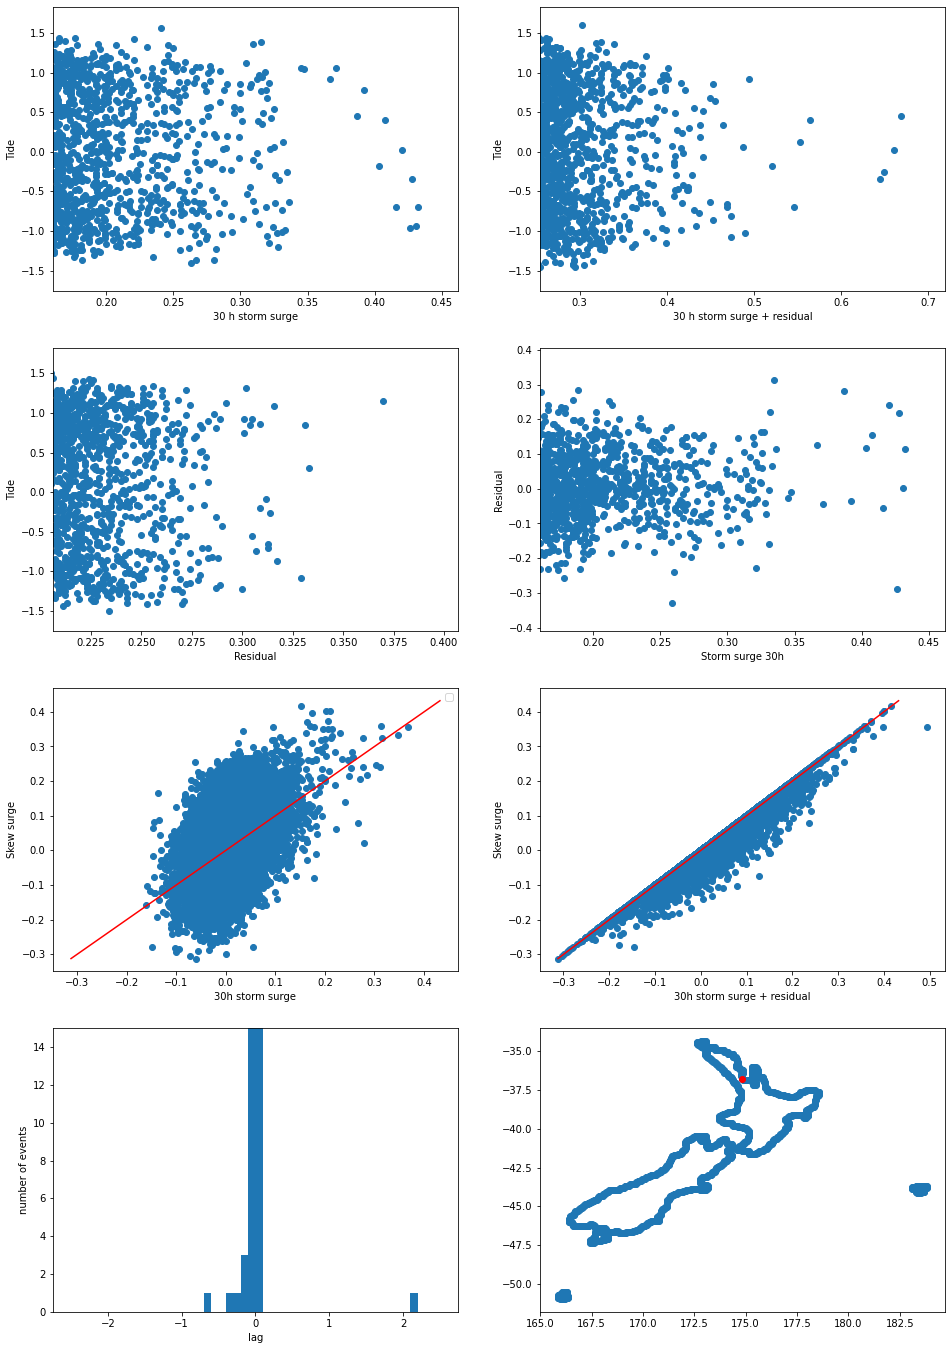 1.5
1.0
0.5
0.0
−0.5
−1.0
−1.5
Tide
0.20 0.25 0.30 0.35 0.40 0.45
30 h storm surge
1.5
1.0
0.5
0.0
−0.5
−1.0
−1.5
Tide
0.3 0.4 0.5 0.6 0.7
30 h storm surge + residual
1.5
1.0
0.5
0.0
−0.5
−1.0
−1.5
Tide
0.225 0.250 0.275 0.300 0.325 0.350 0.375 0.400
Residual
0.4
0.3
0.2
0.1
0.0
−0.1
−0.2
−0.3
−0.4
Residual
0.20 0.25 0.30 0.35 0.40 0.45
Storm surge 30h
0.4
0.3
0.2
0.1
0.0
−0.1
−0.2
−0.3
Skew surge
−0.3 −0.2 −0.1 0.0 0.1 0.2 0.3 0.4
30h storm surge
0.4
0.3
0.2
0.1
0.0
−0.1
−0.2
−0.3
Skew surge
−0.3 −0.2 −0.1 0.0 0.1 0.2 0.3 0.4 0.5
30h storm surge + residual
14
12
10
8
6
4
2
0
number of events
−2 −1 0 1 2
lag
−35.0
−37.5
−40.0
−42.5
−45.0
−47.5
−50.0
165.0 167.5 170.0 172.5 175.0 177.5 180.0 182.5